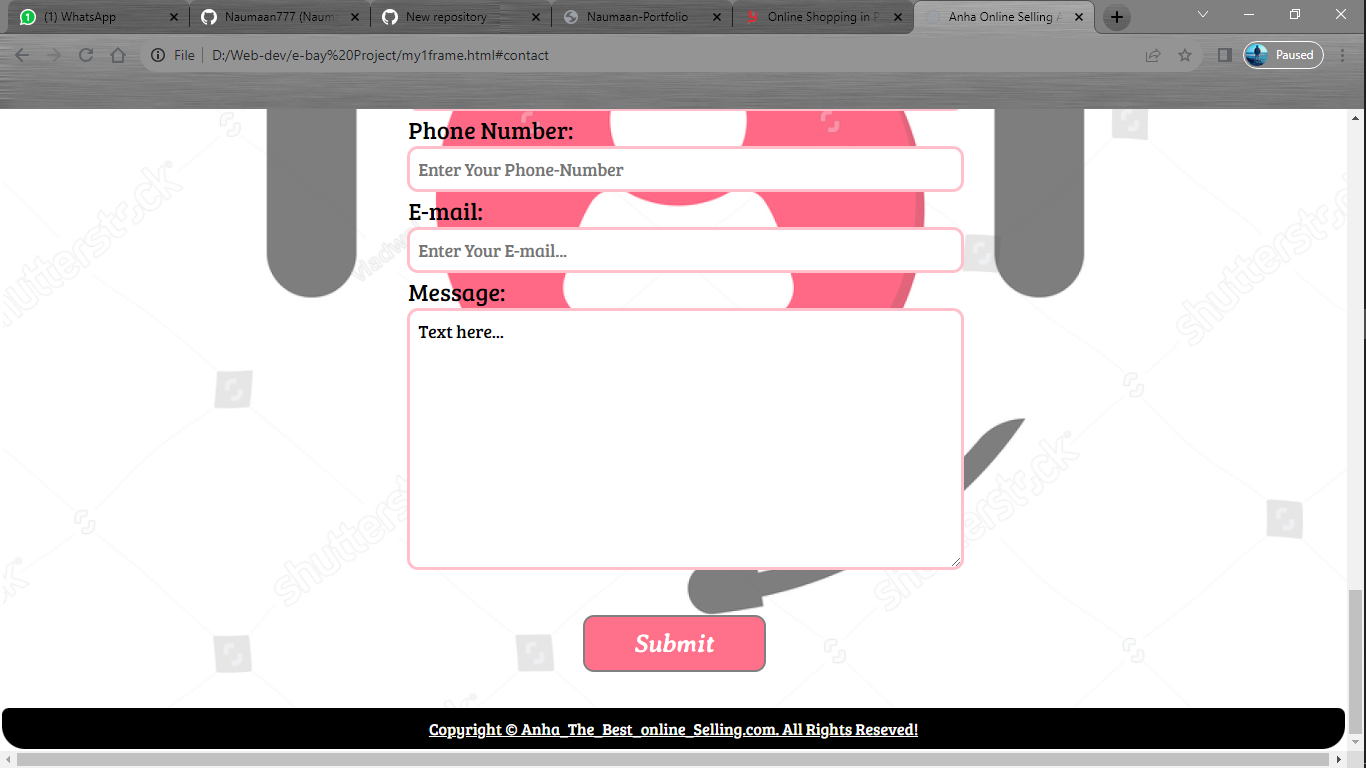 (1) WhatsApp
Naumaan777 (Naum
New repository
Naumaan-Portfolio
Online Shopping in P
Anha Online Selling A
File
D:/Web-dev/e-bay%20Project/my1frame.html#contact
Paused
Phone Number:
Enter Your Phone-Number
E-mail:
Enter Your E-mail...
Message:
Text here...
Submit
Copyright © Anha_The_Best_online_Selling.com. All Rights Reseved!
shutterstock
shutterstock
shutterstock
shutterstock